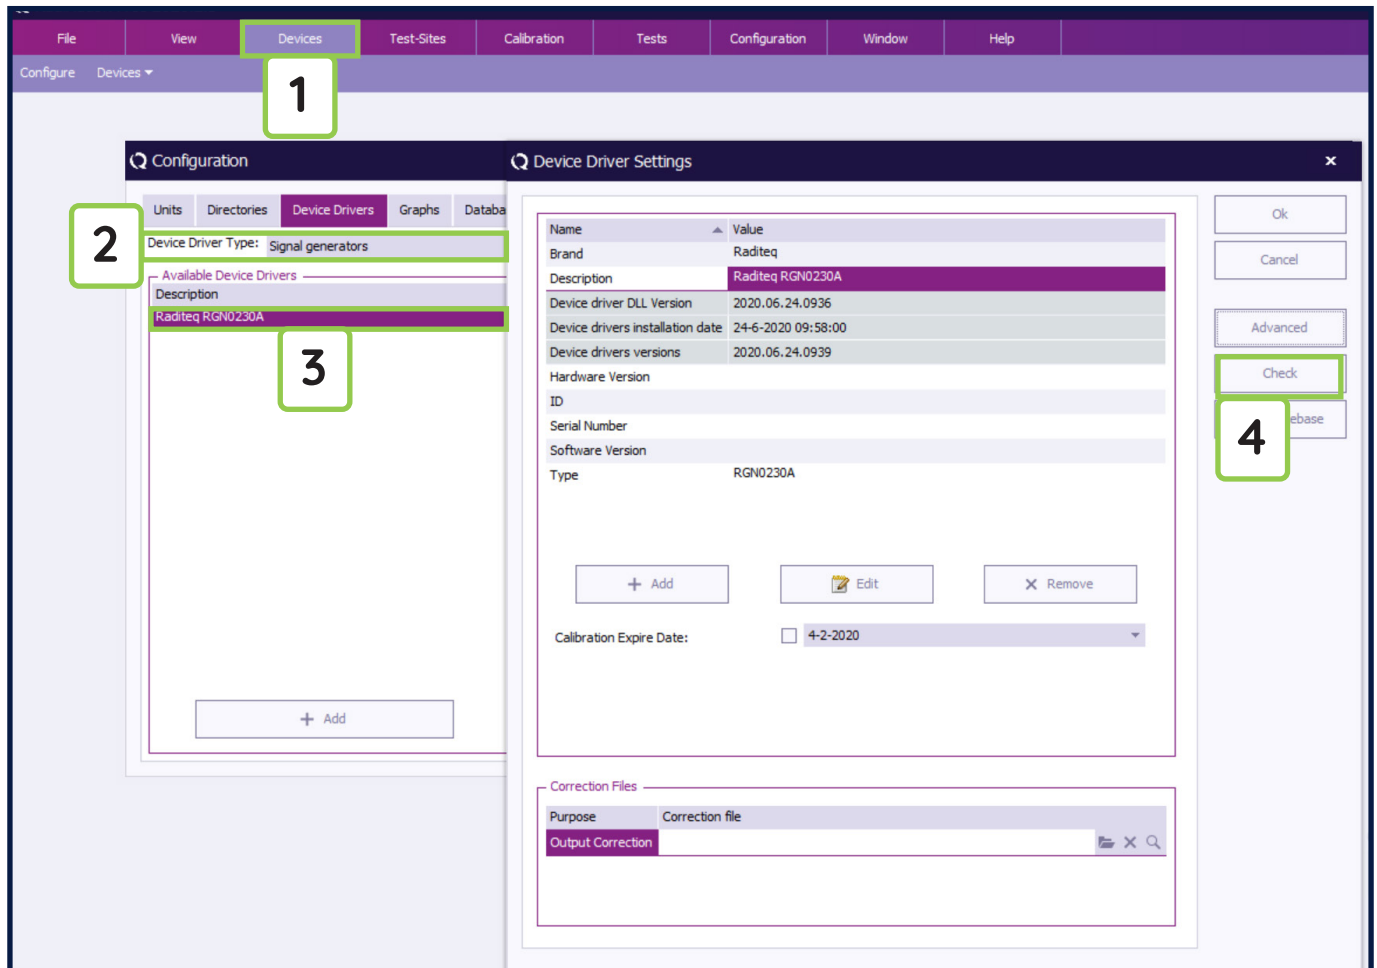 File View Devices Test-Sites Calibration Tests Configuration Window Help
Configure Devices
1
Configuration
Units Directories Device Drivers Graphs Databa
2
Device Driver Type: Signal generators
Available Device Drivers
Description
Raditeq RGN0230A
3
+ Add
Device Driver Settings
Name Value
Brand Raditeq
Description Raditeq RGN0230A
Device driver DLL Version 2020.06.24.0936
Device drivers installation date 24-6-2020 09:58:00
Device drivers versions 2020.06.24.0939
Hardware Version
ID
Serial Number
Software Version
Type RGN0230A
+ Add Edit X Remove
Calibration Expire Date: 4-2-2020
Correction Files
Purpose Correction file
Output Correction
Ok
Cancel
Advanced
Check
4
ebase